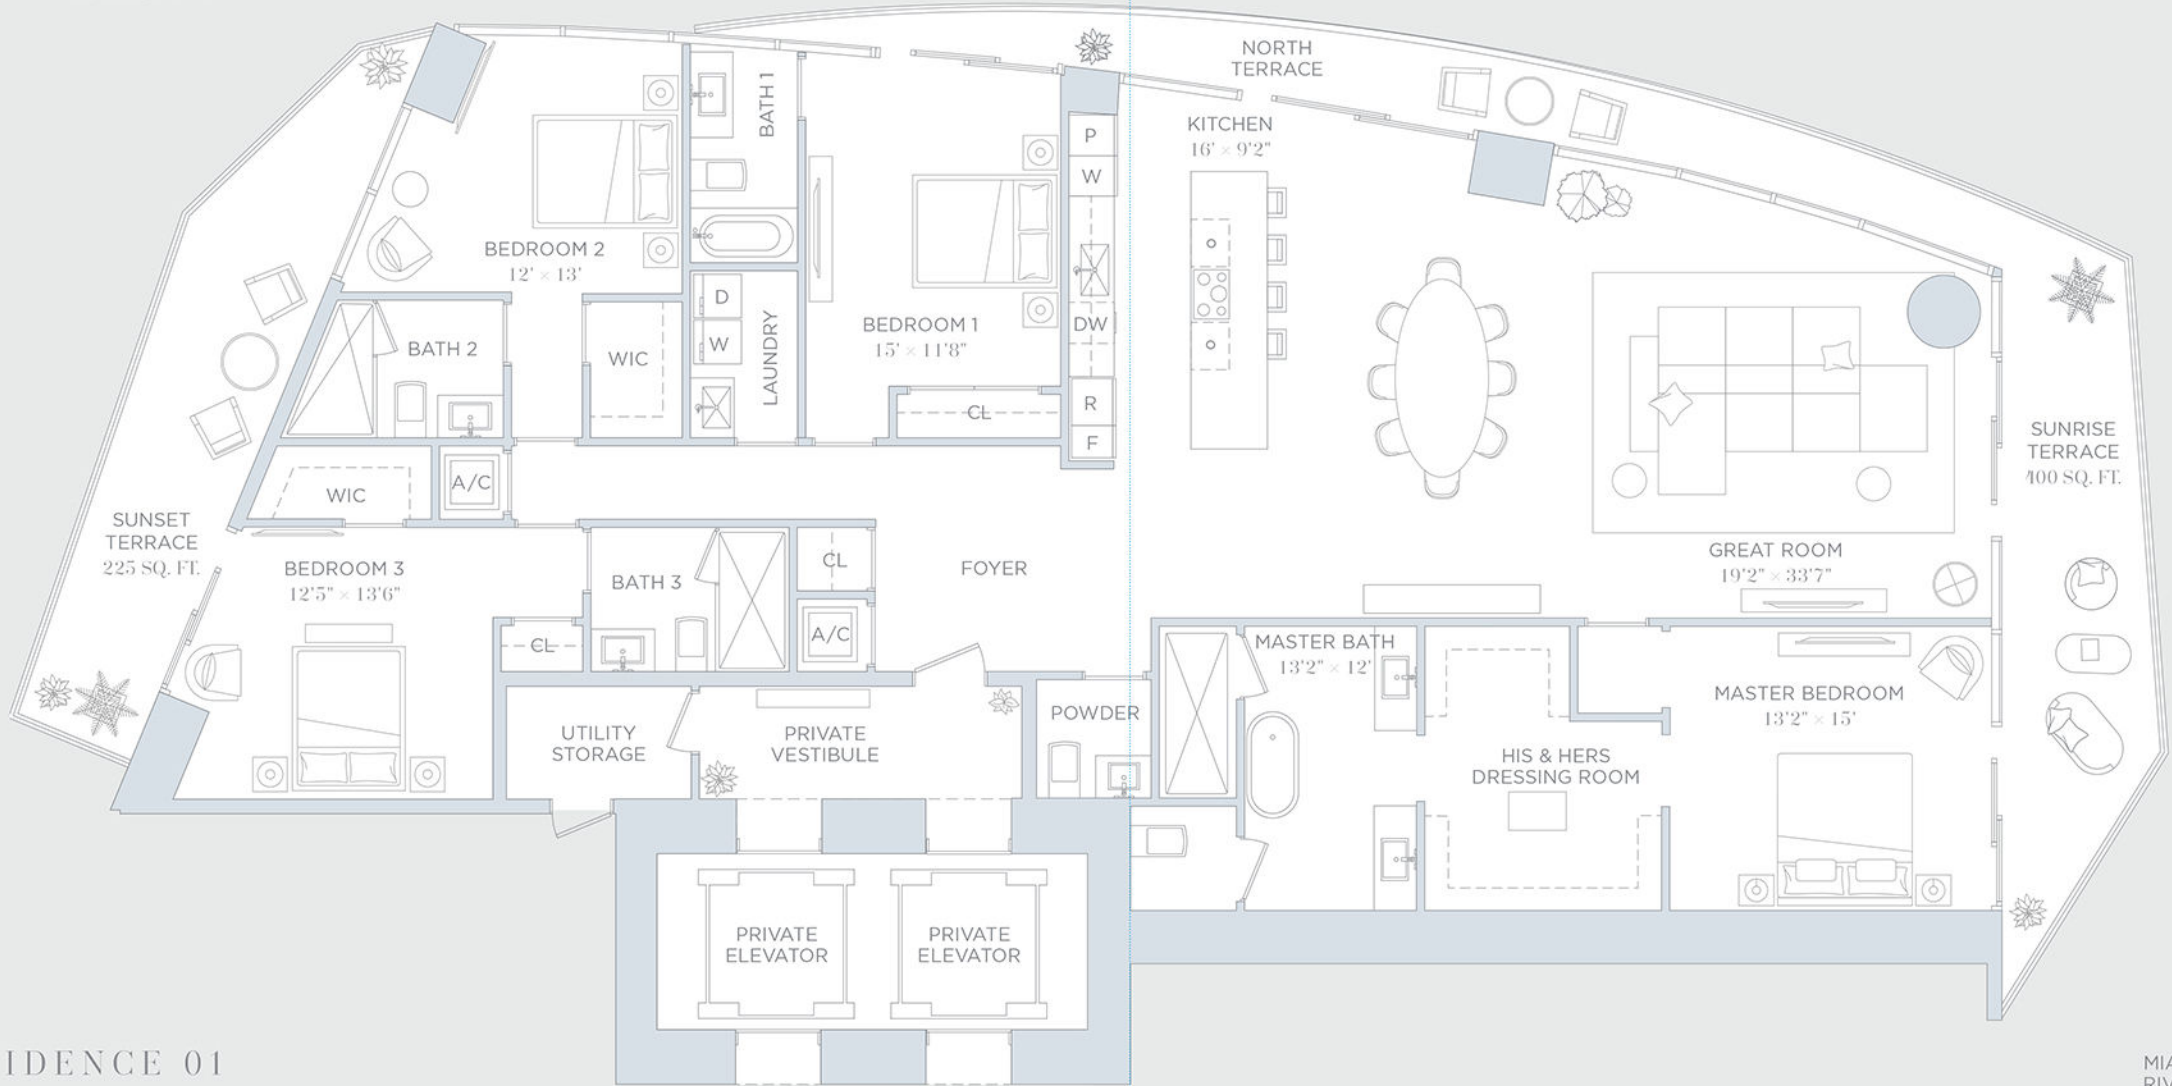 NORTH
TERRACE
BATH 1
KITCHEN
16' × 9'2"
P
W
BEDROOM 2
12' × 13'
D
W
LAUNDRY
BEDROOM 1
15' × 11'8"
DW
BATH 2
WIC
R
CL
F
SUNRISE
TERRACE
400 SQ. FT.
WIC
A/C
SUNSET
TERRACE
225 SQ. FT.
BEDROOM 3
12'5" × 13'6"
BATH 3
CL
FOYER
GREAT ROOM
19'2" × 33'7"
CL
A/C
MASTER BATH
13'2" × 12'
MASTER BEDROOM
13'2" × 15'
POWDER
UTILITY
STORAGE
PRIVATE
VESTIBULE
HIS & HERS
DRESSING ROOM
PRIVATE
ELEVATOR
PRIVATE
ELEVATOR
IDENCE 01
MIA
RIV